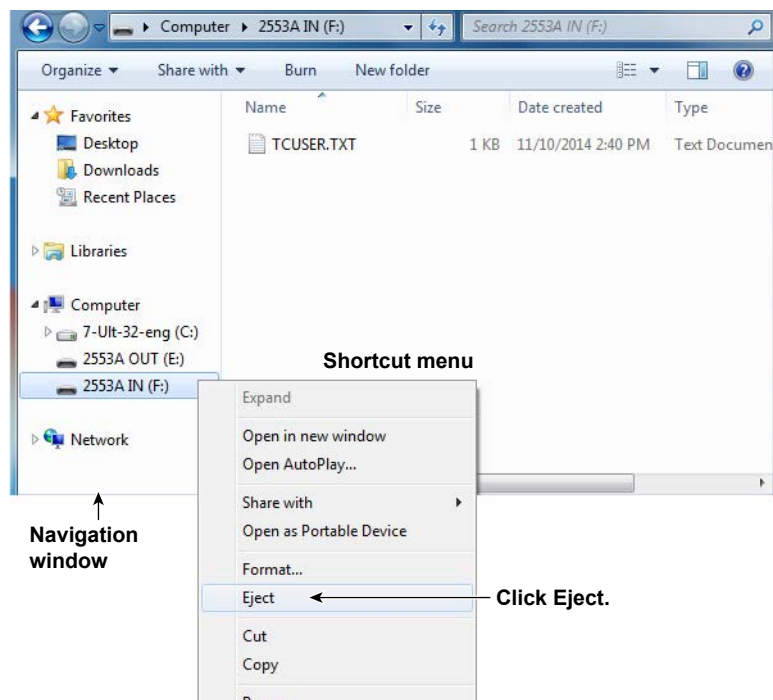 Computer ▸ 2553A IN (F:)
Search 2553A IN (F:)
Organize
Share with
Burn
New folder
Favorites
Desktop
Downloads
Recent Places
Libraries
Computer
7-Ult-32-eng (C:)
2553A OUT (E:)
2553A IN (F:)
Network
Name Size Date created Type
TCUSER.TXT 1 KB 11/10/2014 2:40 PM Text Documen
Shortcut menu
Expand
Open in new window
Open AutoPlay...
Share with
Open as Portable Device
Format...
Eject
Cut
Copy
Navigation
window
Click Eject.